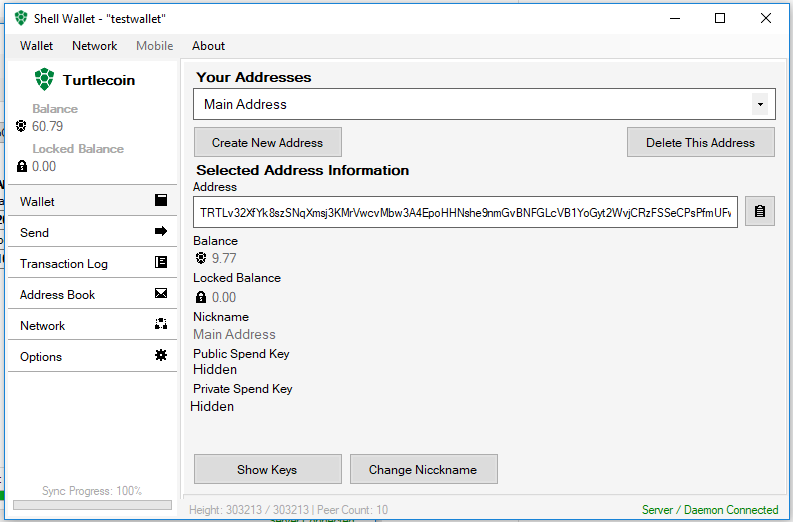 Shell Wallet - "testwallet"
Wallet Network Mobile About
Turtlecoin
Balance
60.79
Locked Balance
0.00
Wallet
Send
Transaction Log
Address Book
Network
Options
Sync Progress: 100%
Your Addresses
Main Address
Create New Address Delete This Address
Selected Address Information
Address
TRTLv32XfYk8szSNqXmsj3KMrVwcvMbw3A4EpoHHNshe9nmGvBNFGLcVB1YoGyt2WvjCRzFSSeCPsPfmUFv
Balance
9.77
Locked Balance
0.00
Nickname
Main Address
Public Spend Key
Hidden
Private Spend Key
Hidden
Show Keys Change Nicckname
Height: 303213 / 303213 | Peer Count: 10 Server / Daemon Connected